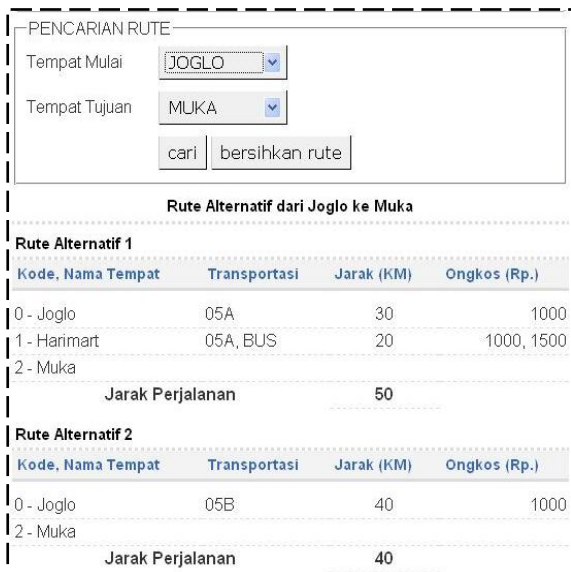 PENCARIAN RUTE
Tempat Mulai JOGLO
Tempat Tujuan MUKA
cari bersihkan rute
Rute Alternatif dari Joglo ke Muka
Rute Alternatif 1
Kode, Nama Tempat Transportasi Jarak (KM) Ongkos (Rp.)
0 - Joglo 05A 30 1000
1 - Harimart 05A, BUS 20 1000, 1500
2 - Muka
Jarak Perjalanan 50
Rute Alternatif 2
Kode, Nama Tempat Transportasi Jarak (KM) Ongkos (Rp.)
0 - Joglo 05B 40 1000
2 - Muka
Jarak Perjalanan 40